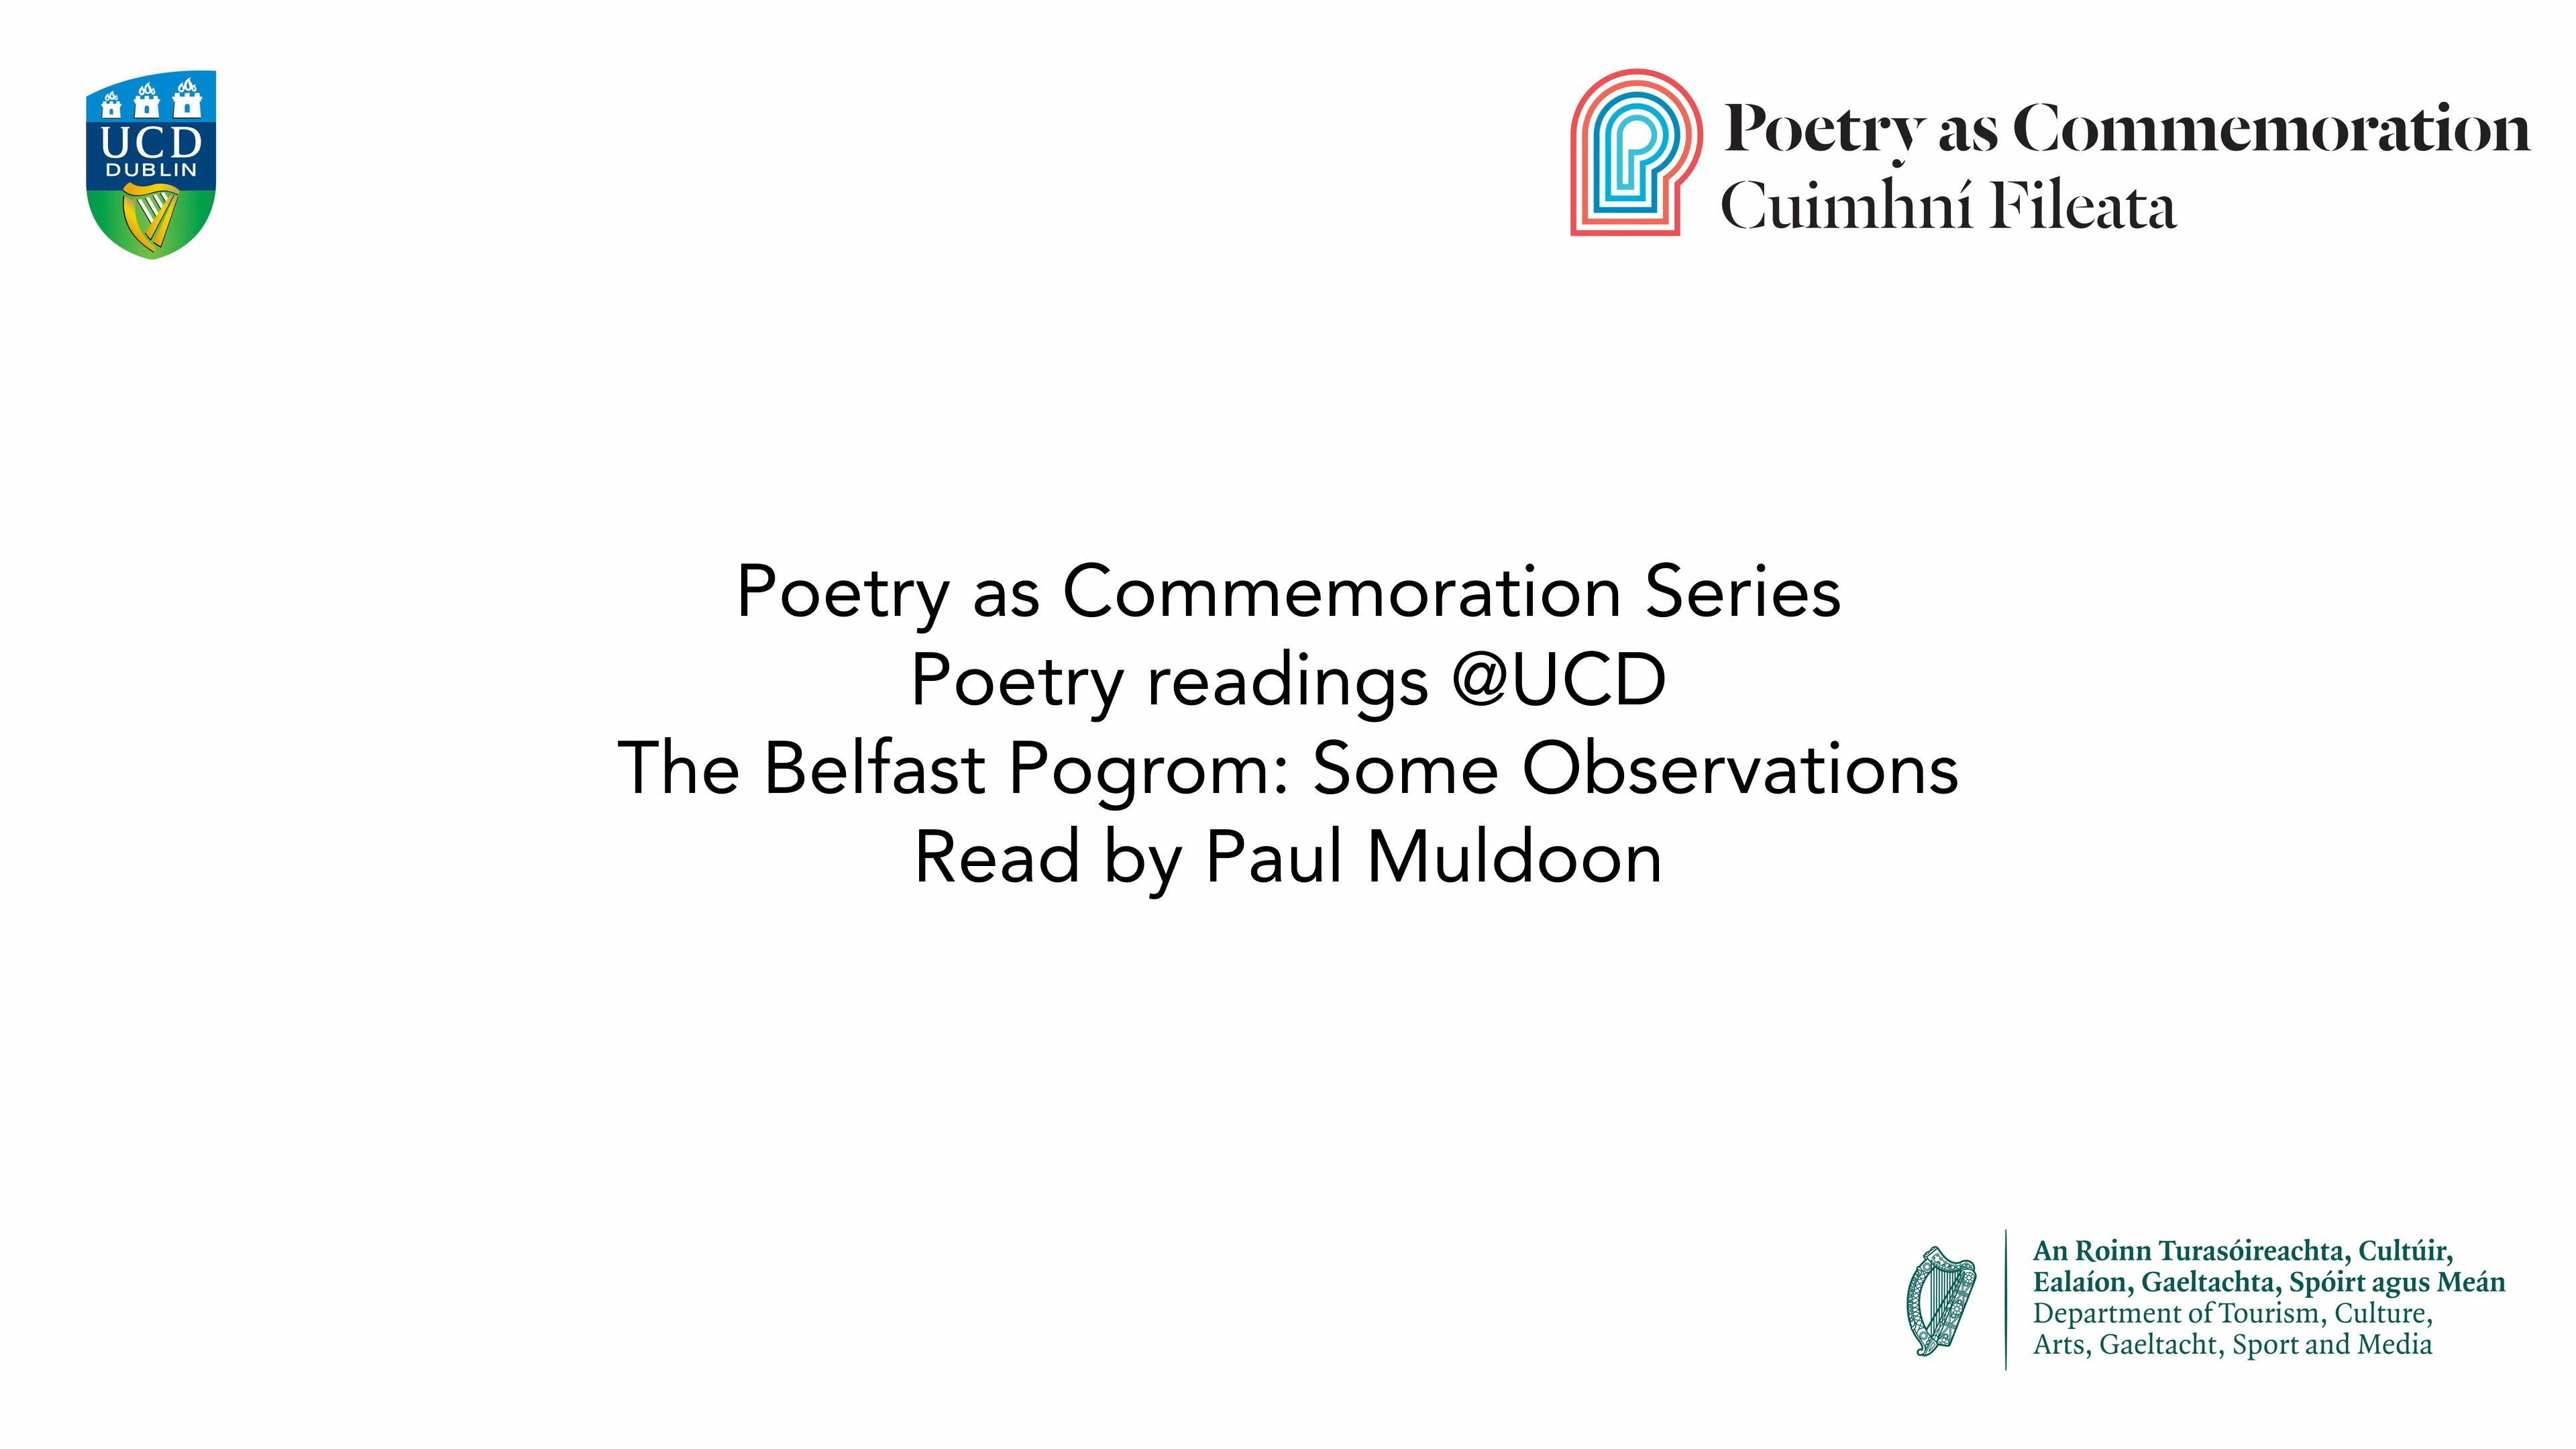 UCD
DUBLIN
Poetry as Commemoration
Cuimhní Fileata
Poetry as Commemoration Series
Poetry readings @UCD
The Belfast Pogrom: Some Observations
Read by Paul Muldoon
An Roinn Turasóireachta, Cultúir,
Ealaíon, Gaeltachta, Spóirt agus Meán
Department of Tourism, Culture,
Arts, Gaeltacht, Sport and Media